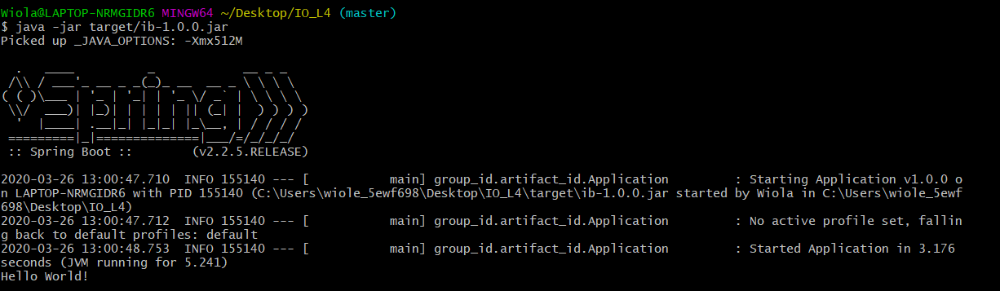 Wiola@LAPTOP-NRMGIDR6 MINGW64 ~/Desktop/IO_L4 (master)
$ java -jar target/ib-1.0.0.jar
Picked up _JAVA_OPTIONS: -Xmx512M

  .   ____          _            __ _ _
 /\\ / ___'_ __ _ _(_)_ __  __ _ \ \ \ \
( ( )\___ | '_ | '_| | '_ \/ _` | \ \ \ \
 \\/  ___)| |_)| | | | | || (_| |  ) ) ) )
  '  |____| .__|_| |_|_| |_\__, | / / / /
 =========|_|==============|___/=/_/_/_/
 :: Spring Boot ::        (v2.2.5.RELEASE)

2020-03-26 13:00:47.710  INFO 155140 --- [           main] group_id.artifact_id.Application         : Starting Application v1.0.0 o
n LAPTOP-NRMGIDR6 with PID 155140 (C:\Users\wiole_5ewf698\Desktop\IO_L4\target\ib-1.0.0.jar started by Wiola in C:\Users\wiole_5ewf
698\Desktop\IO_L4)
2020-03-26 13:00:47.712  INFO 155140 --- [           main] group_id.artifact_id.Application         : No active profile set, fallin
g back to default profiles: default
2020-03-26 13:00:48.753  INFO 155140 --- [           main] group_id.artifact_id.Application         : Started Application in 3.176
seconds (JVM running for 5.241)
Hello World!